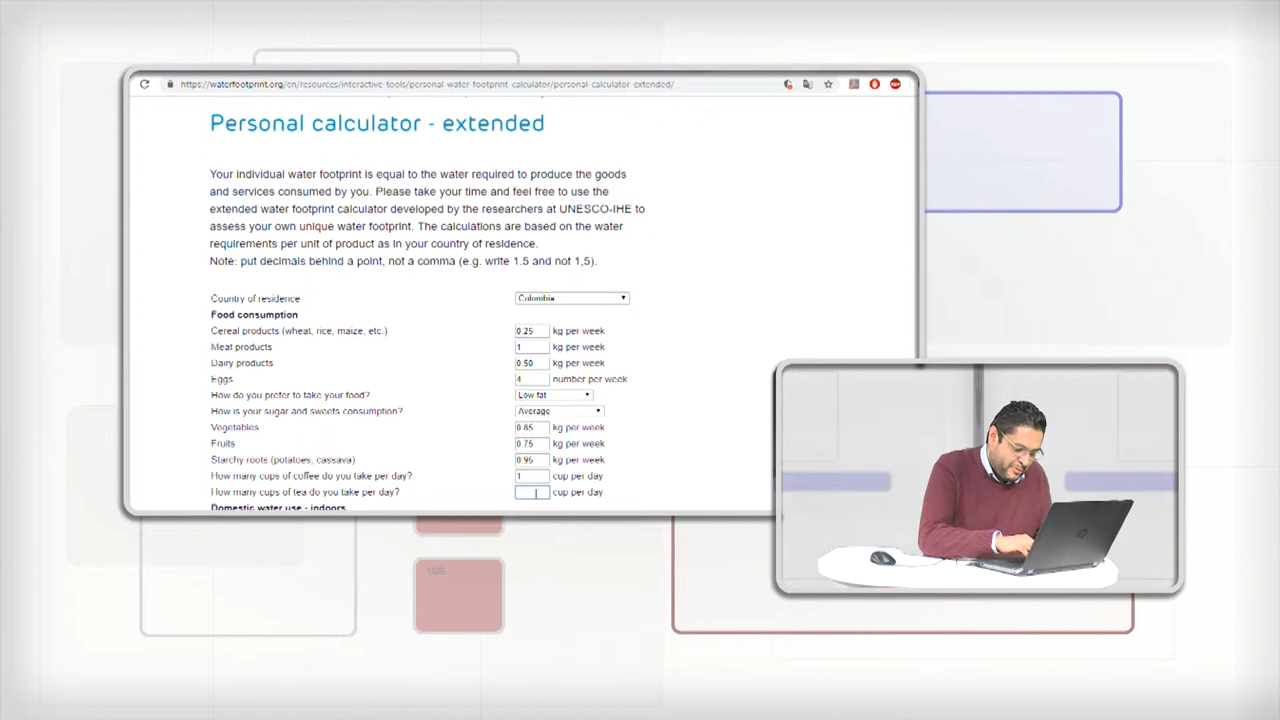 https://waterfootprint.org/en/resources/interactive-tools/personal-water-footprint-calculator/personal-calculator-extended/
Personal calculator - extended
Your individual water footprint is equal to the water required to produce the goods
and services consumed by you. Please take your time and feel free to use the
extended water footprint calculator developed by the researchers at UNESCO-IHE to
assess your own unique water footprint. The calculations are based on the water
requirements per unit of product as in your country of residence.
Note: put decimals behind a point, not a comma (e.g. write 1.5 and not 1,5).
Country of residence Colombia
Food consumption
Cereal products (wheat, rice, maize, etc.) 0.25 kg per week
Meat products 1 kg per week
Dairy products 0.50 kg per week
Eggs 4 number per week
How do you prefer to take your food? Low fat
How is your sugar and sweets consumption? Average
Vegetables 0.85 kg per week
Fruits 0.75 kg per week
Starchy roots (potatoes, cassava) 0.95 kg per week
How many cups of coffee do you take per day? 1 cup per day
How many cups of tea do you take per day? cup per day
Domestic water use - indoors